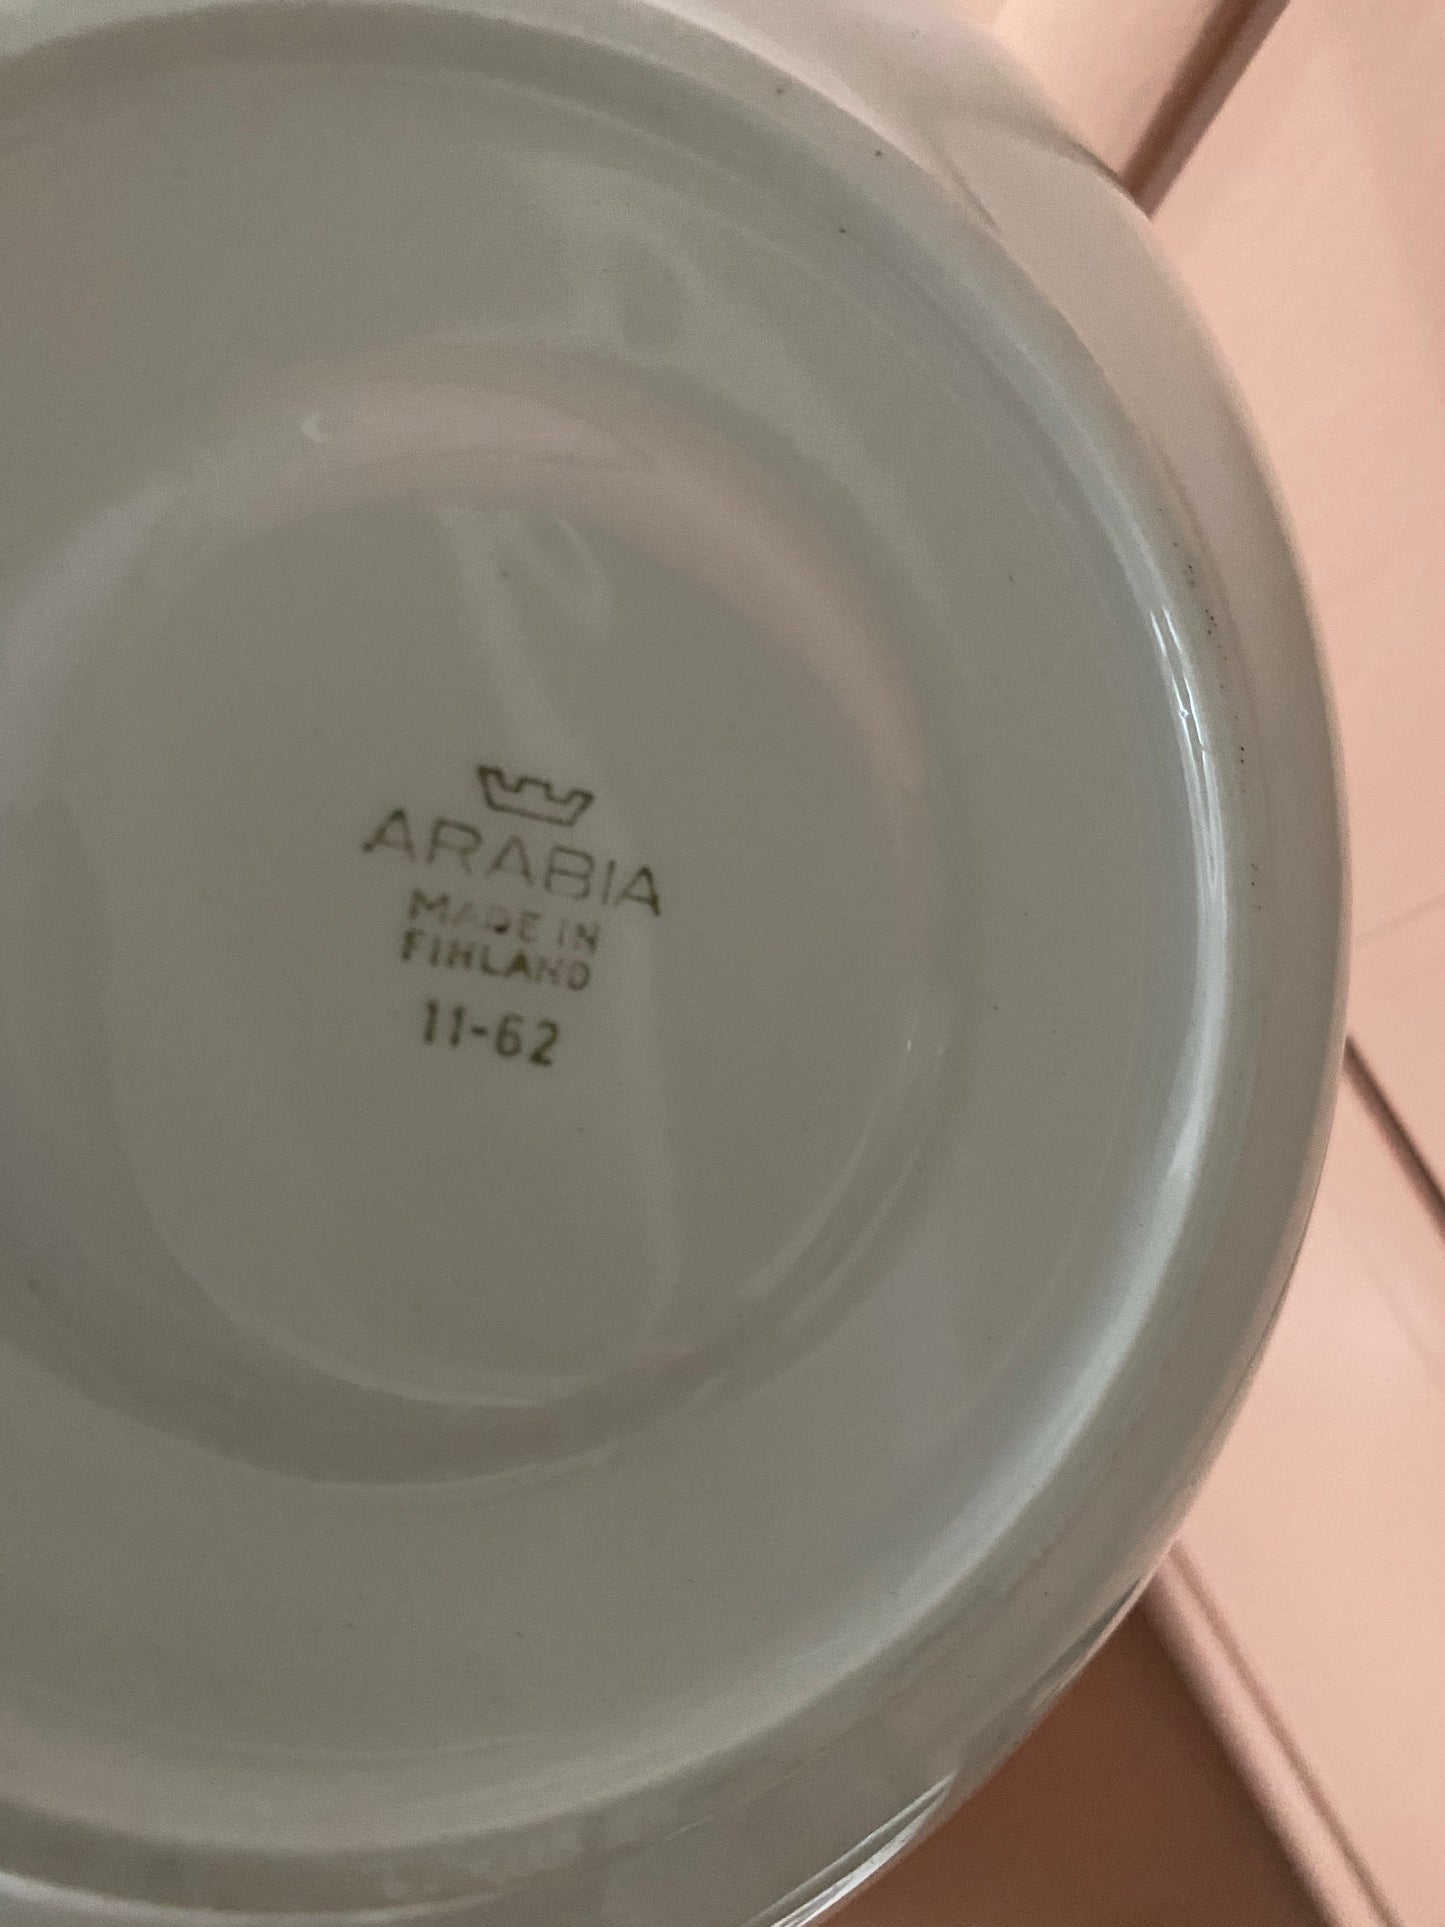 ARABIA
MADE IN
FINLAND
11-62